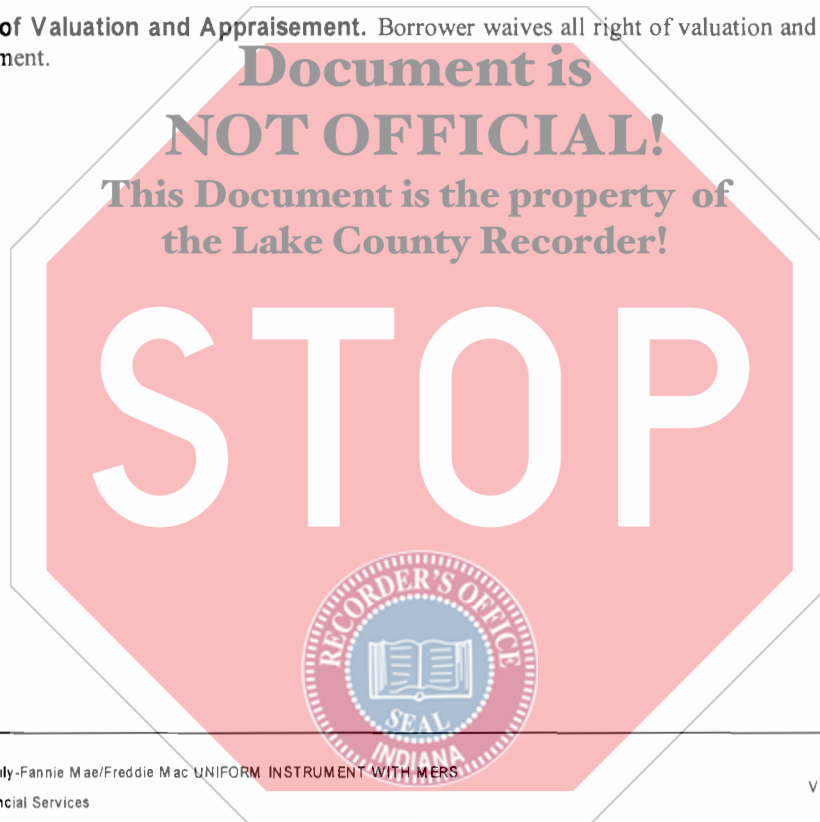 of Valuation and Appraisement. Borrower waives all right of valuation and
ment.
Document is
NOT OFFICIAL!
This Document is the property of
the Lake County Recorder!
STOP
RECORDER'S OFFICE
SEAL
INDIANA
ily-Fannie Mae/Freddie Mac UNIFORM INSTRUMENT WITH MERS
V
ncial Services